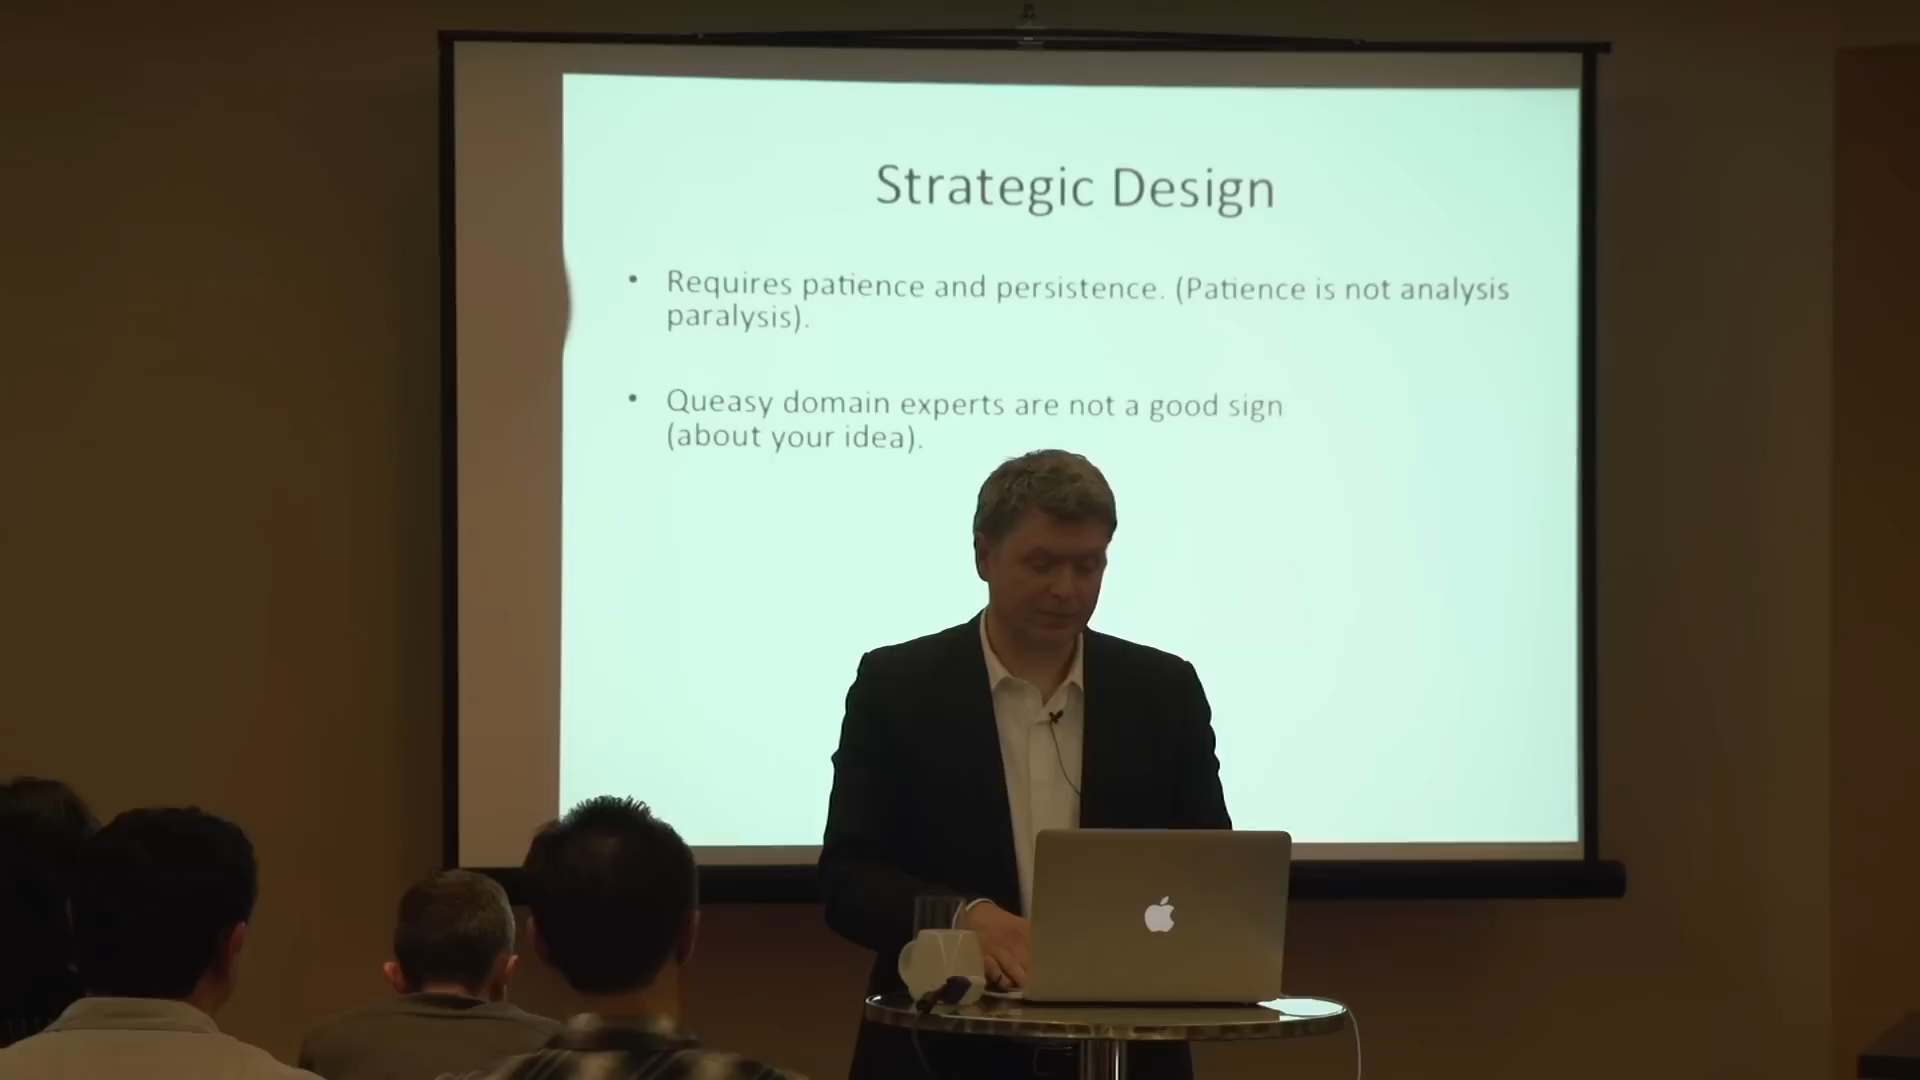 Strategic Design
• Requires patience and persistence. (Patience is not analysis
paralysis).
• Queasy domain experts are not a good sign
(about your idea).